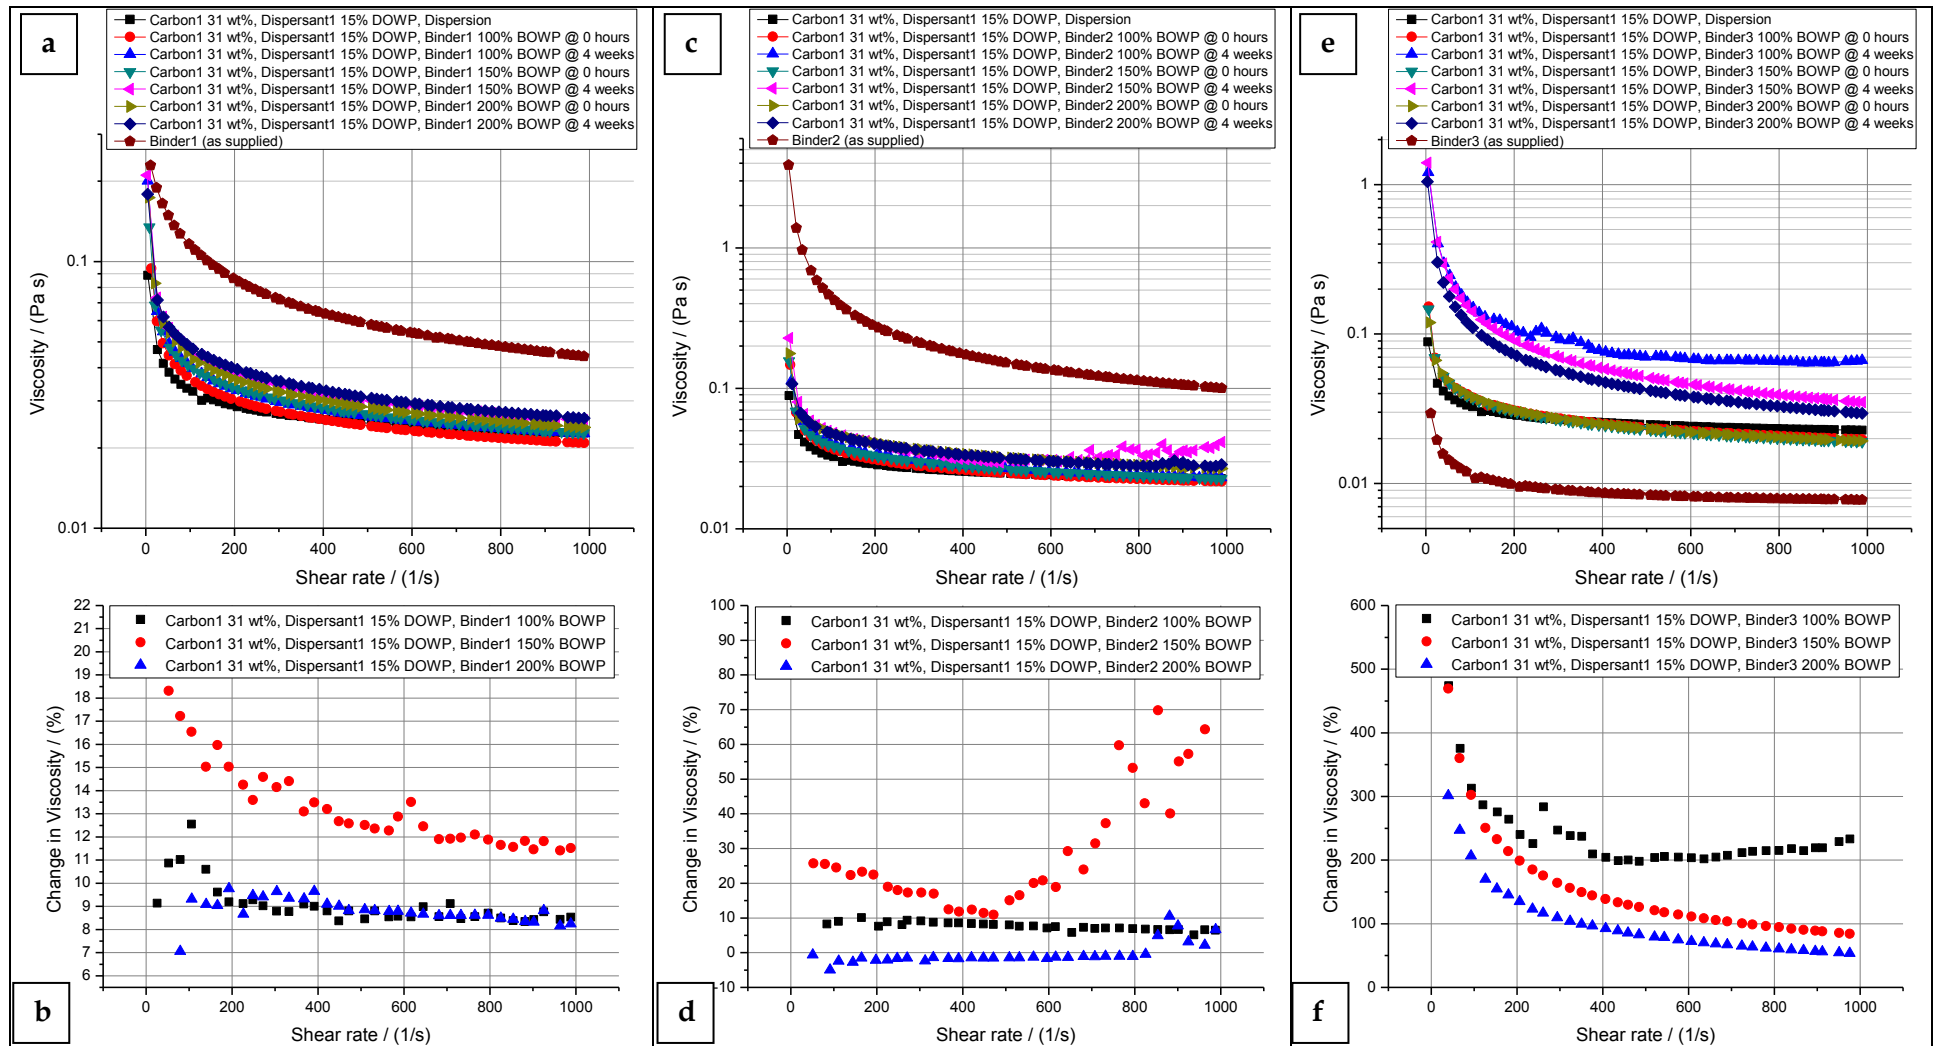 a
Carbon1 31 wt%, Dispersant1 15% DOWP, Dispersion
Carbon1 31 wt%, Dispersant1 15% DOWP, Binder1 100% BOWP @ 0 hours
Carbon1 31 wt%, Dispersant1 15% DOWP, Binder1 100% BOWP @ 4 weeks
Carbon1 31 wt%, Dispersant1 15% DOWP, Binder1 150% BOWP @ 0 hours
Carbon1 31 wt%, Dispersant1 15% DOWP, Binder1 150% BOWP @ 4 weeks
Carbon1 31 wt%, Dispersant1 15% DOWP, Binder1 200% BOWP @ 0 hours
Carbon1 31 wt%, Dispersant1 15% DOWP, Binder1 200% BOWP @ 4 weeks
Binder1 (as supplied)
Viscosity / (Pa s)
0.1
0.01
0 200 400 600 800 1000
Shear rate / (1/s)
c
Carbon1 31 wt%, Dispersant1 15% DOWP, Dispersion
Carbon1 31 wt%, Dispersant1 15% DOWP, Binder2 100% BOWP @ 0 hours
Carbon1 31 wt%, Dispersant1 15% DOWP, Binder2 100% BOWP @ 4 weeks
Carbon1 31 wt%, Dispersant1 15% DOWP, Binder2 150% BOWP @ 0 hours
Carbon1 31 wt%, Dispersant1 15% DOWP, Binder2 150% BOWP @ 4 weeks
Carbon1 31 wt%, Dispersant1 15% DOWP, Binder2 200% BOWP @ 0 hours
Carbon1 31 wt%, Dispersant1 15% DOWP, Binder2 200% BOWP @ 4 weeks
Binder2 (as supplied)
Viscosity / (Pa s)
1
0.1
0.01
0 200 400 600 800 1000
Shear rate / (1/s)
e
Carbon1 31 wt%, Dispersant1 15% DOWP, Dispersion
Carbon1 31 wt%, Dispersant1 15% DOWP, Binder3 100% BOWP @ 0 hours
Carbon1 31 wt%, Dispersant1 15% DOWP, Binder3 100% BOWP @ 4 weeks
Carbon1 31 wt%, Dispersant1 15% DOWP, Binder3 150% BOWP @ 0 hours
Carbon1 31 wt%, Dispersant1 15% DOWP, Binder3 150% BOWP @ 4 weeks
Carbon1 31 wt%, Dispersant1 15% DOWP, Binder3 200% BOWP @ 0 hours
Carbon1 31 wt%, Dispersant1 15% DOWP, Binder3 200% BOWP @ 4 weeks
Binder3 (as supplied)
Viscosity / (Pa s)
1
0.1
0.01
0 200 400 600 800 1000
Shear rate / (1/s)
Carbon1 31 wt%, Dispersant1 15% DOWP, Binder1 100% BOWP
Carbon1 31 wt%, Dispersant1 15% DOWP, Binder1 150% BOWP
Carbon1 31 wt%, Dispersant1 15% DOWP, Binder1 200% BOWP
Change in Viscosity / (%)
22
21
20
19
18
17
16
15
14
13
12
11
10
9
8
7
6
0 200 400 600 800 1000
Shear rate / (1/s)
b
Carbon1 31 wt%, Dispersant1 15% DOWP, Binder2 100% BOWP
Carbon1 31 wt%, Dispersant1 15% DOWP, Binder2 150% BOWP
Carbon1 31 wt%, Dispersant1 15% DOWP, Binder2 200% BOWP
Change in Viscosity / (%)
100
90
80
70
60
50
40
30
20
10
0
-10
0 200 400 600 800 1000
Shear rate / (1/s)
d
Carbon1 31 wt%, Dispersant1 15% DOWP, Binder3 100% BOWP
Carbon1 31 wt%, Dispersant1 15% DOWP, Binder3 150% BOWP
Carbon1 31 wt%, Dispersant1 15% DOWP, Binder3 200% BOWP
Change in Viscosity / (%)
600
500
400
300
200
100
0
0 200 400 600 800 1000
Shear rate / (1/s)
f